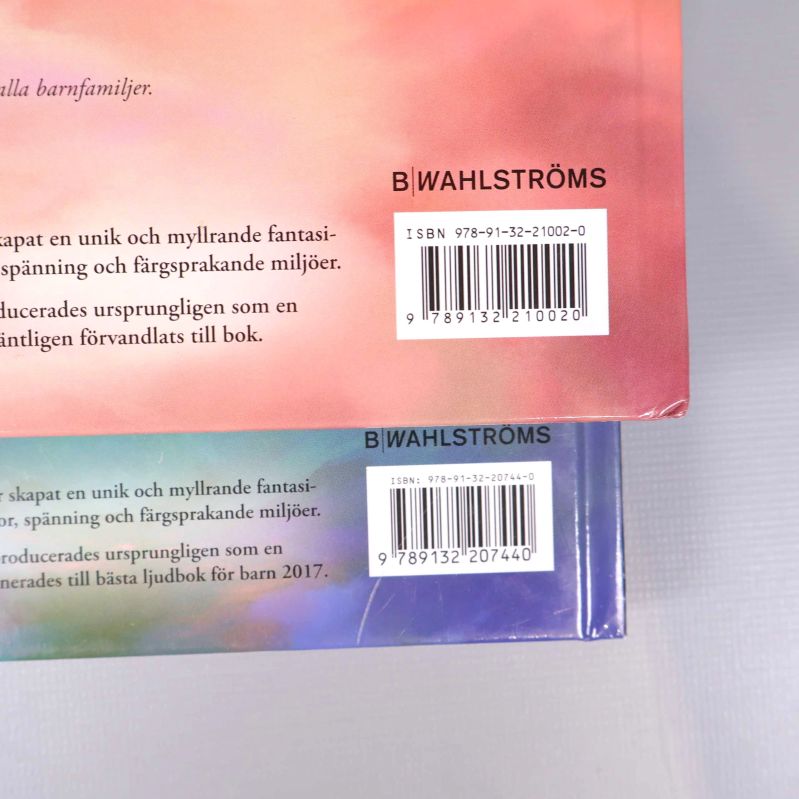 alla barnfamiljer.
B|WAHLSTRÖMS
ISBN 978-91-32-21002-0
9 789132 210020
skapat en unik och myllrande fantasi-
spänning och färgsprakande miljöer.
ursprungligen som en
förvandlats till bok.
B|WAHLSTRÖMS
ISBN: 978-91-32-20744-0
9 789132 207440
skapat en unik och myllrande fantasi-
spänning och färgsprakande miljöer.
producerades ursprungligen som en
till bästa ljudbok för barn 2017.